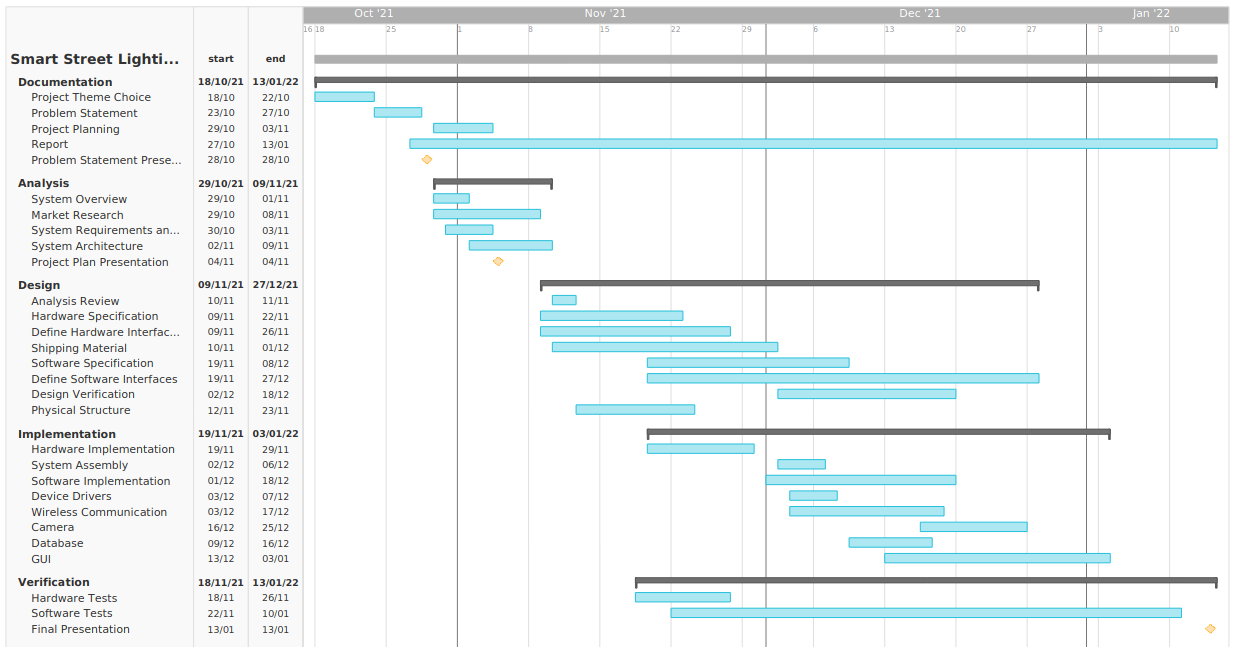 Oct '21 Nov '21 Dec '21 Jan '22
16 18 25 1 8 15 22 29 6 13 20 27 3 10
Smart Street Lighti... start end
Documentation 18/10/21 13/01/22
Project Theme Choice 18/10 22/10
Problem Statement 23/10 27/10
Project Planning 29/10 03/11
Report 27/10 13/01
Problem Statement Prese... 28/10 28/10
Analysis 29/10/21 09/11/21
System Overview 29/10 01/11
Market Research 29/10 08/11
System Requirements an... 30/10 03/11
System Architecture 02/11 09/11
Project Plan Presentation 04/11 04/11
Design 09/11/21 27/12/21
Analysis Review 10/11 11/11
Hardware Specification 09/11 22/11
Define Hardware Interfac... 09/11 26/11
Shipping Material 10/11 01/12
Software Specification 19/11 08/12
Define Software Interfaces 19/11 27/12
Design Verification 02/12 18/12
Physical Structure 12/11 23/11
Implementation 19/11/21 03/01/22
Hardware Implementation 19/11 29/11
System Assembly 02/12 06/12
Software Implementation 01/12 18/12
Device Drivers 03/12 07/12
Wireless Communication 03/12 17/12
Camera 16/12 25/12
Database 09/12 16/12
GUI 13/12 03/01
Verification 18/11/21 13/01/22
Hardware Tests 18/11 26/11
Software Tests 22/11 10/01
Final Presentation 13/01 13/01